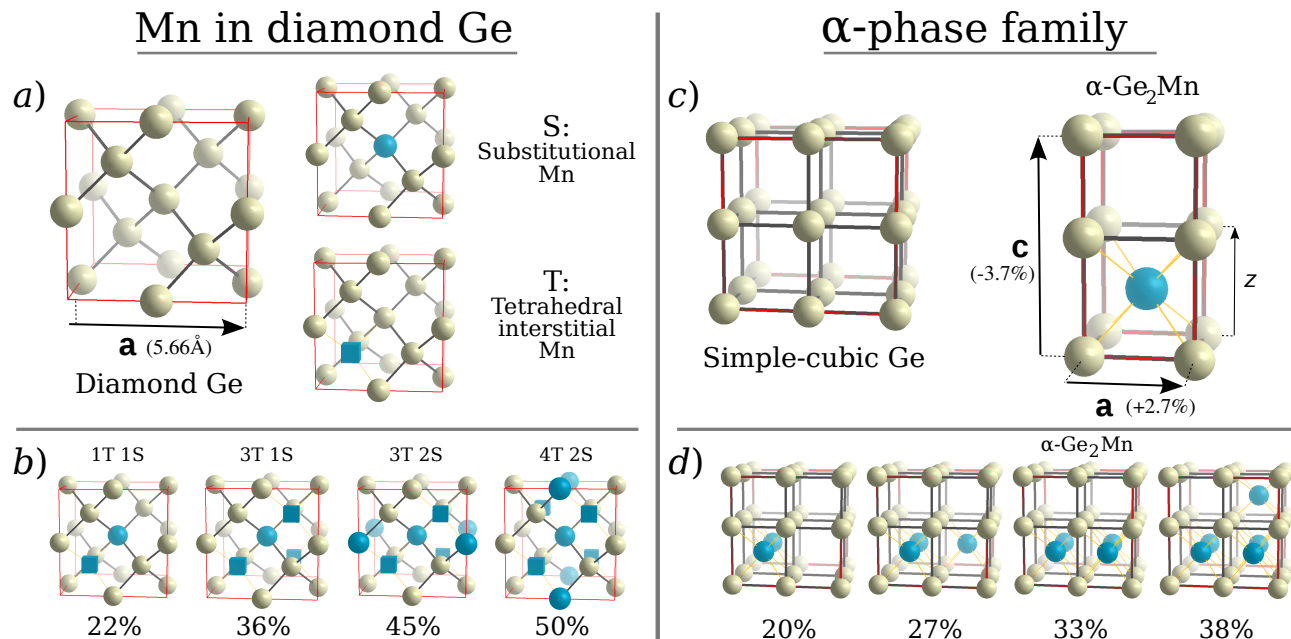 Mn in diamond Ge
a)
S:
Substitutional
Mn
T:
Tetrahedral
interstitial
Mn
a (5.66Å)
Diamond Ge
b)
1T 1S
3T 1S
3T 2S
4T 2S
22%
36%
45%
50%
α-phase family
c)
α-Ge₂Mn
c
(-3.7%)
z
Simple-cubic Ge
a (+2.7%)
d)
α-Ge₂Mn
20%
27%
33%
38%